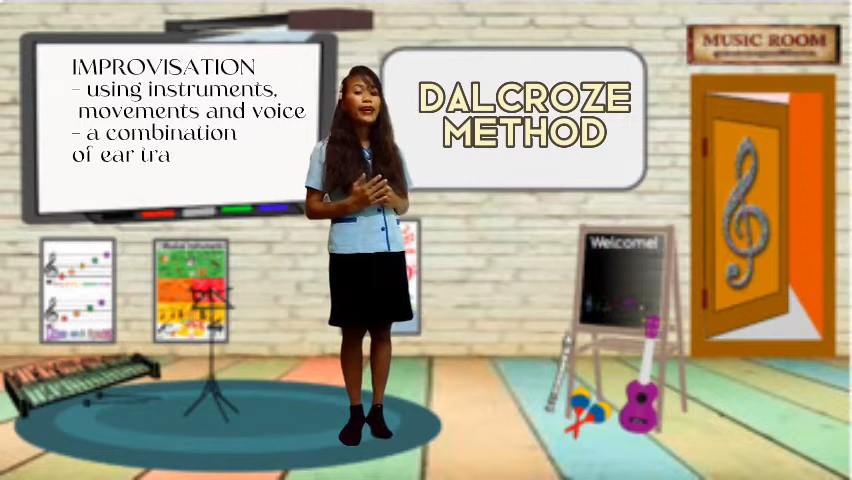 IMPROVISATION
- using instruments,
movements and voice
- a combination
of ear tra
DALCROZE
METHOD
MUSIC ROOM
Welcome!